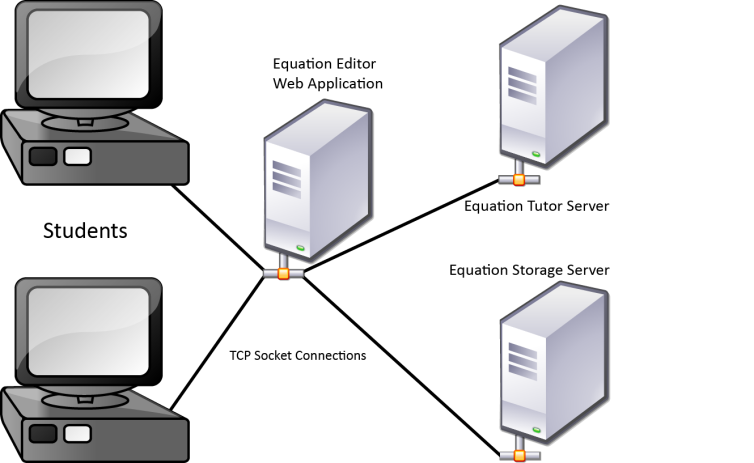 Equation Editor
Web Application
Equation Tutor Server
Students
Equation Storage Server
TCP Socket Connections